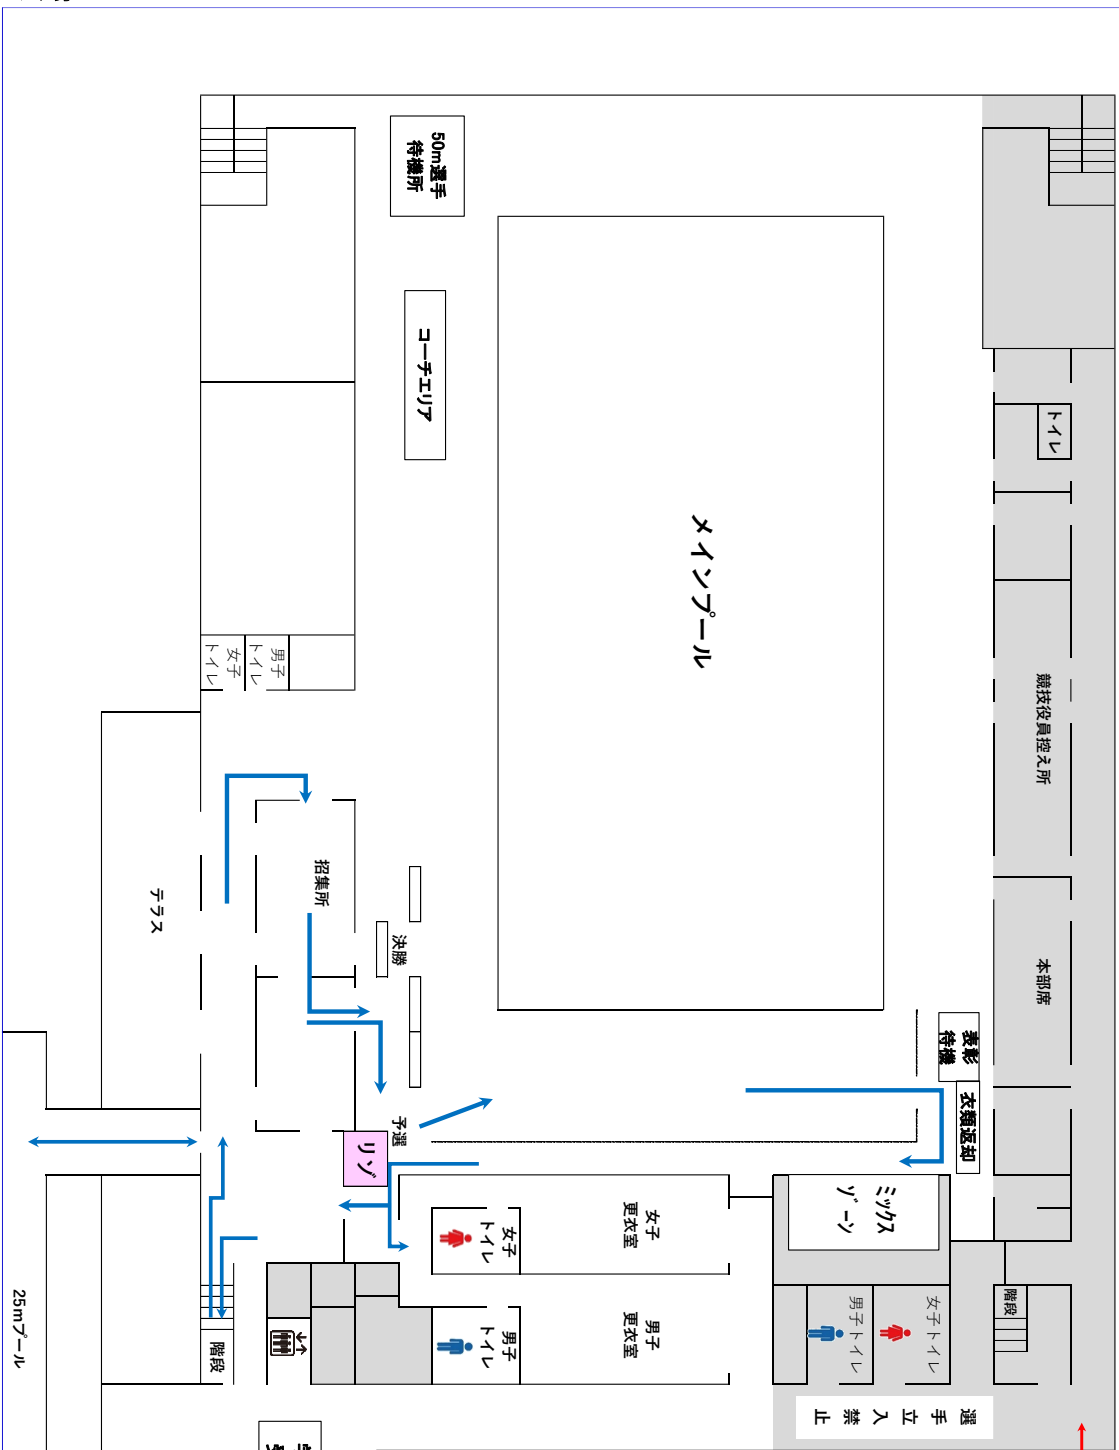 50m選手
待機所
コーチエリア
メインプール
トイレ
競技役員控え所
本部席
女子
トイレ
男子
トイレ
テラス
招集所
決勝
予選
リゾ
表彰
待機
衣類返却
ミックス
ゾーン
女子
更衣室
女子
トイレ
男子
更衣室
男子
トイレ
女子トイレ
男子トイレ
階段
階段
25mプール
選手立入禁止